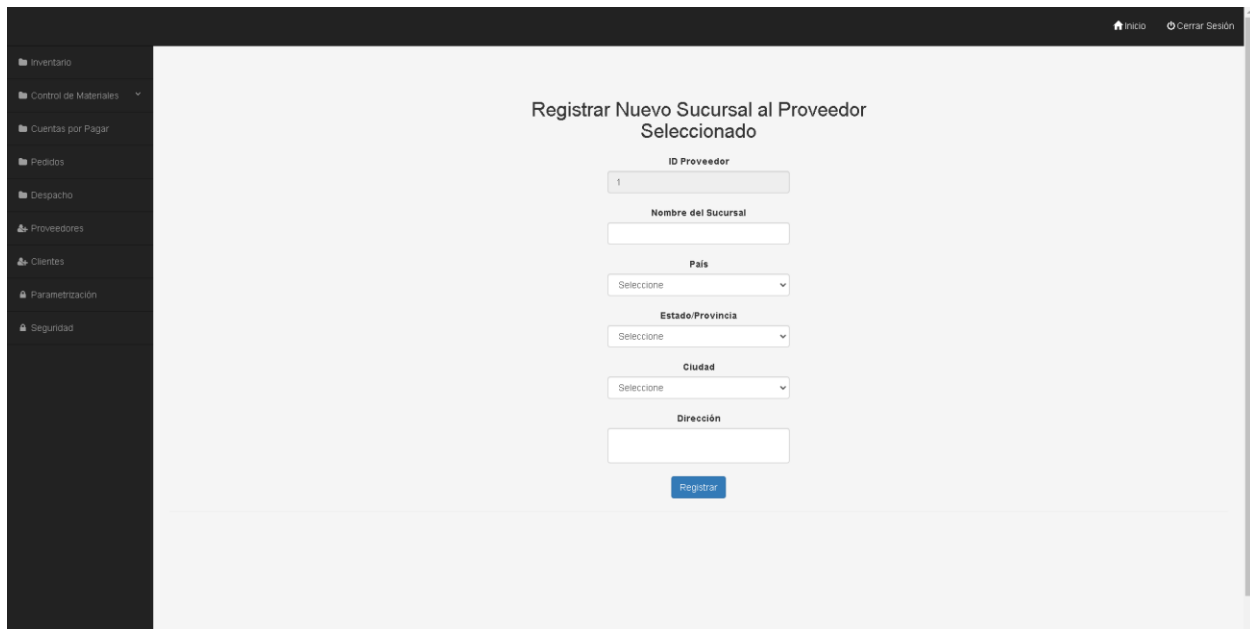 Inicio
Cerrar Sesión
Inventario
Control de Materiales
Cuentas por Pagar
Pedidos
Despacho
Proveedores
Clientes
Parametrización
Seguridad
Registrar Nuevo Sucursal al Proveedor
Seleccionado
ID Proveedor
1
Nombre del Sucursal
País
Seleccione
Estado/Provincia
Seleccione
Ciudad
Seleccione
Dirección
Registrar